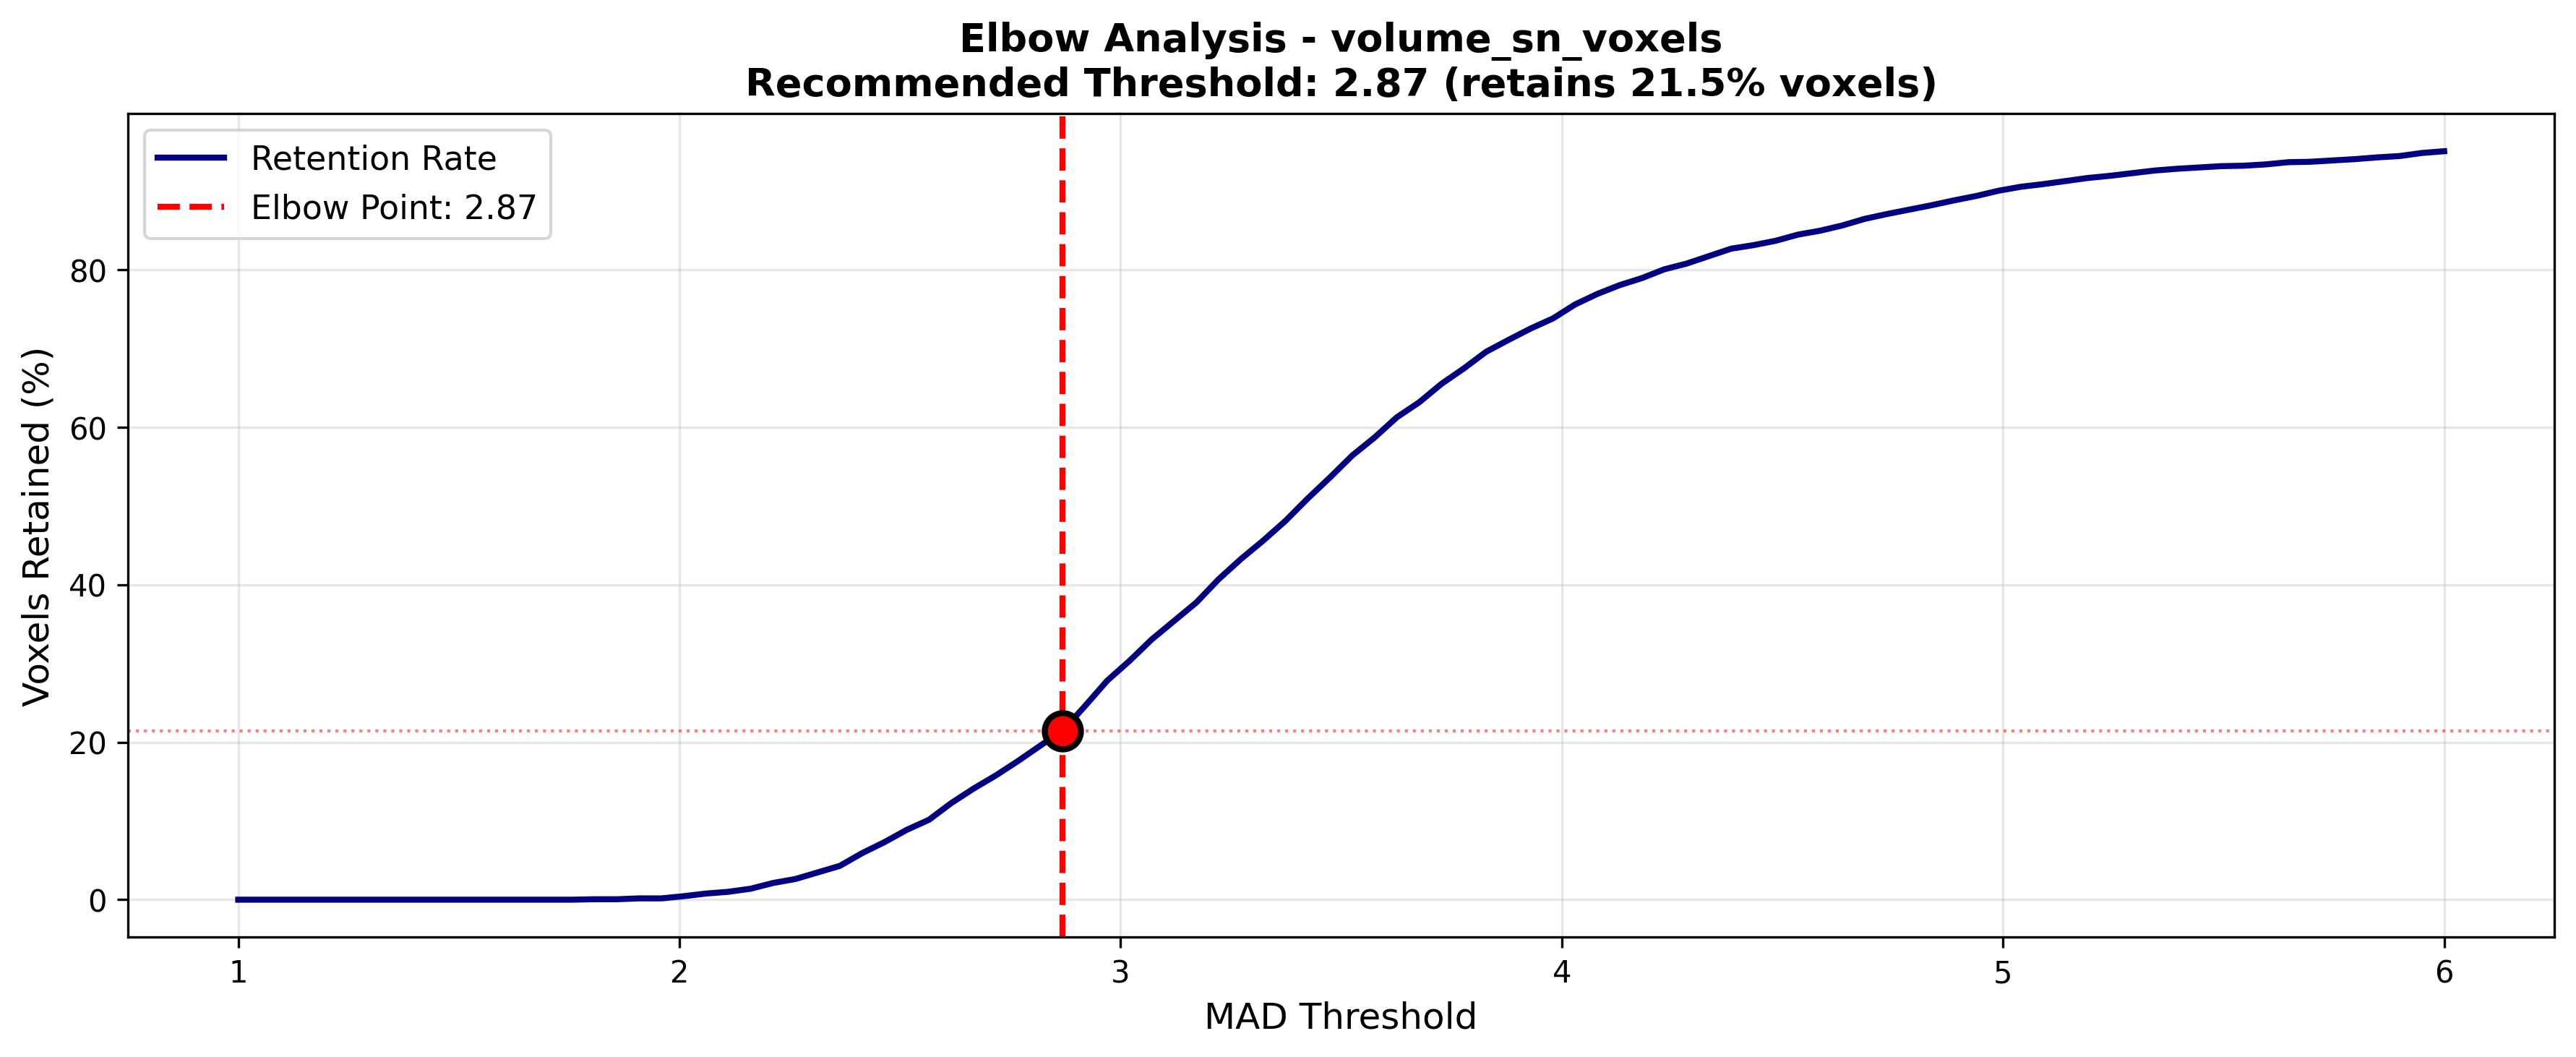 Elbow Analysis - volume_sn_voxels
Recommended Threshold: 2.87 (retains 21.5% voxels)
Retention Rate
Elbow Point: 2.87
Voxels Retained (%)
80
60
40
20
0
1 2 3 4 5 6
MAD Threshold